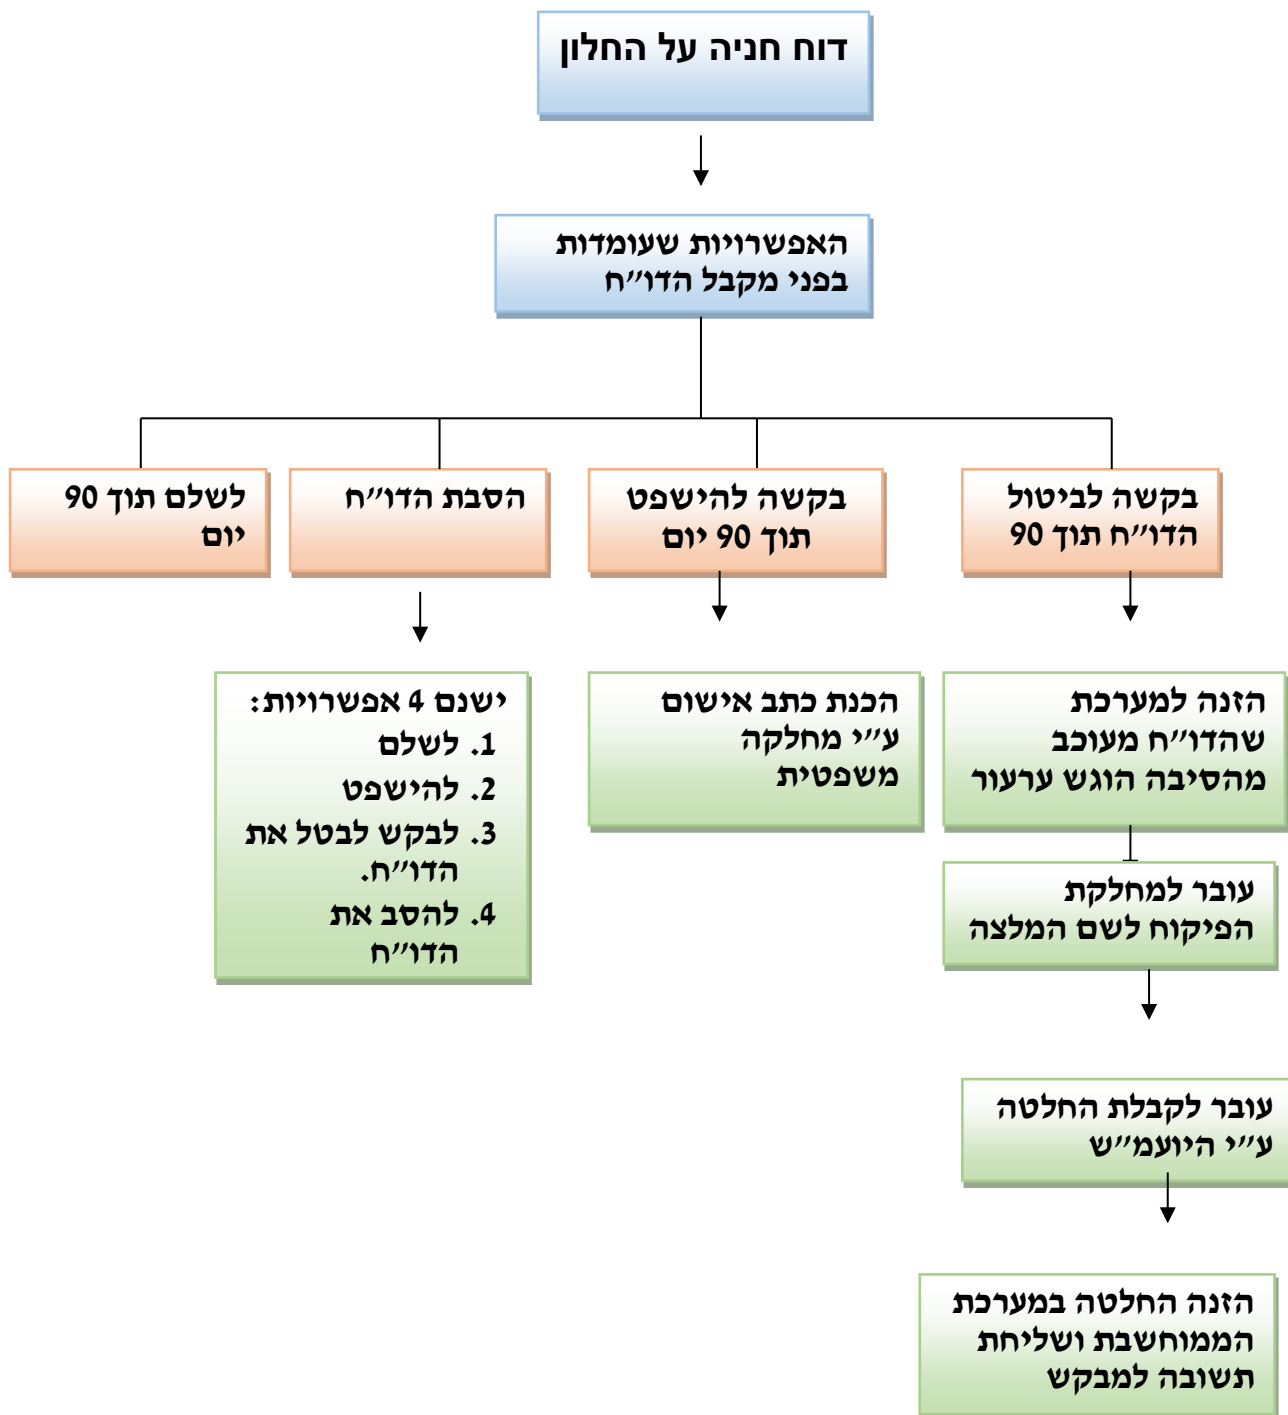 דוח חניה על החלון
האפשרויות שעומדות
בפני מקבל הדו״ח
בקשה לביטול
הדו״ח תוך 90
בקשה להישפט
תוך 90 יום
הסבת הדו״ח
לשלם תוך 90
יום
הזנה למערכת
שהדו״ח מעוכב
מהסיבה הוגש ערעור
הכנת כתב אישום
ע״י מחלקה
משפטית
ישנם 4 אפשרויות:
1. לשלם
2. להישפט
3. לבקש לבטל את
הדו״ח.
4. להסב את
הדו״ח
עובר למחלקת
הפיקוח לשם המלצה
עובר לקבלת החלטה
ע״י היועמ״ש
הזנה החלטה במערכת
הממוחשבת ושליחת
תשובה למבקש